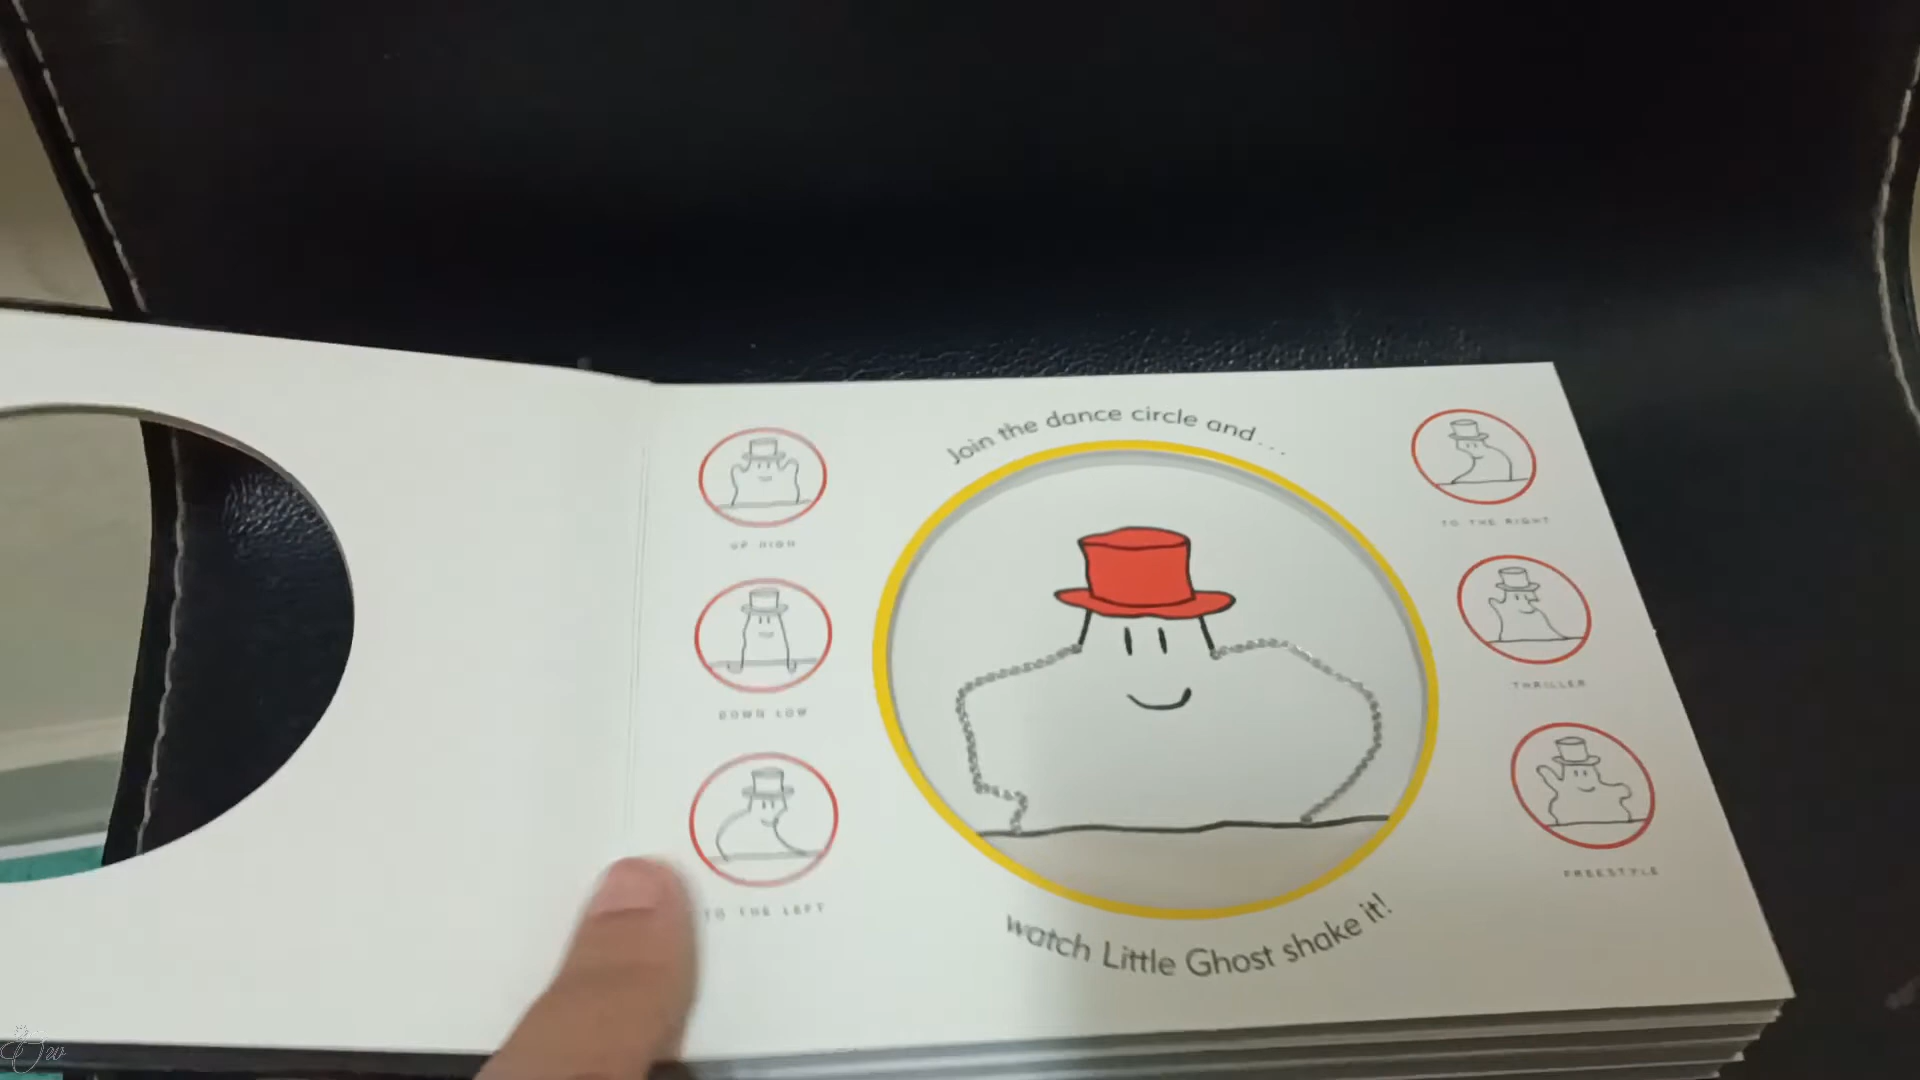 Join the dance circle and...
UP HIGH
DOWN LOW
TO THE LEFT
TO THE RIGHT
THRILLER
FREESTYLE
watch Little Ghost shake it!